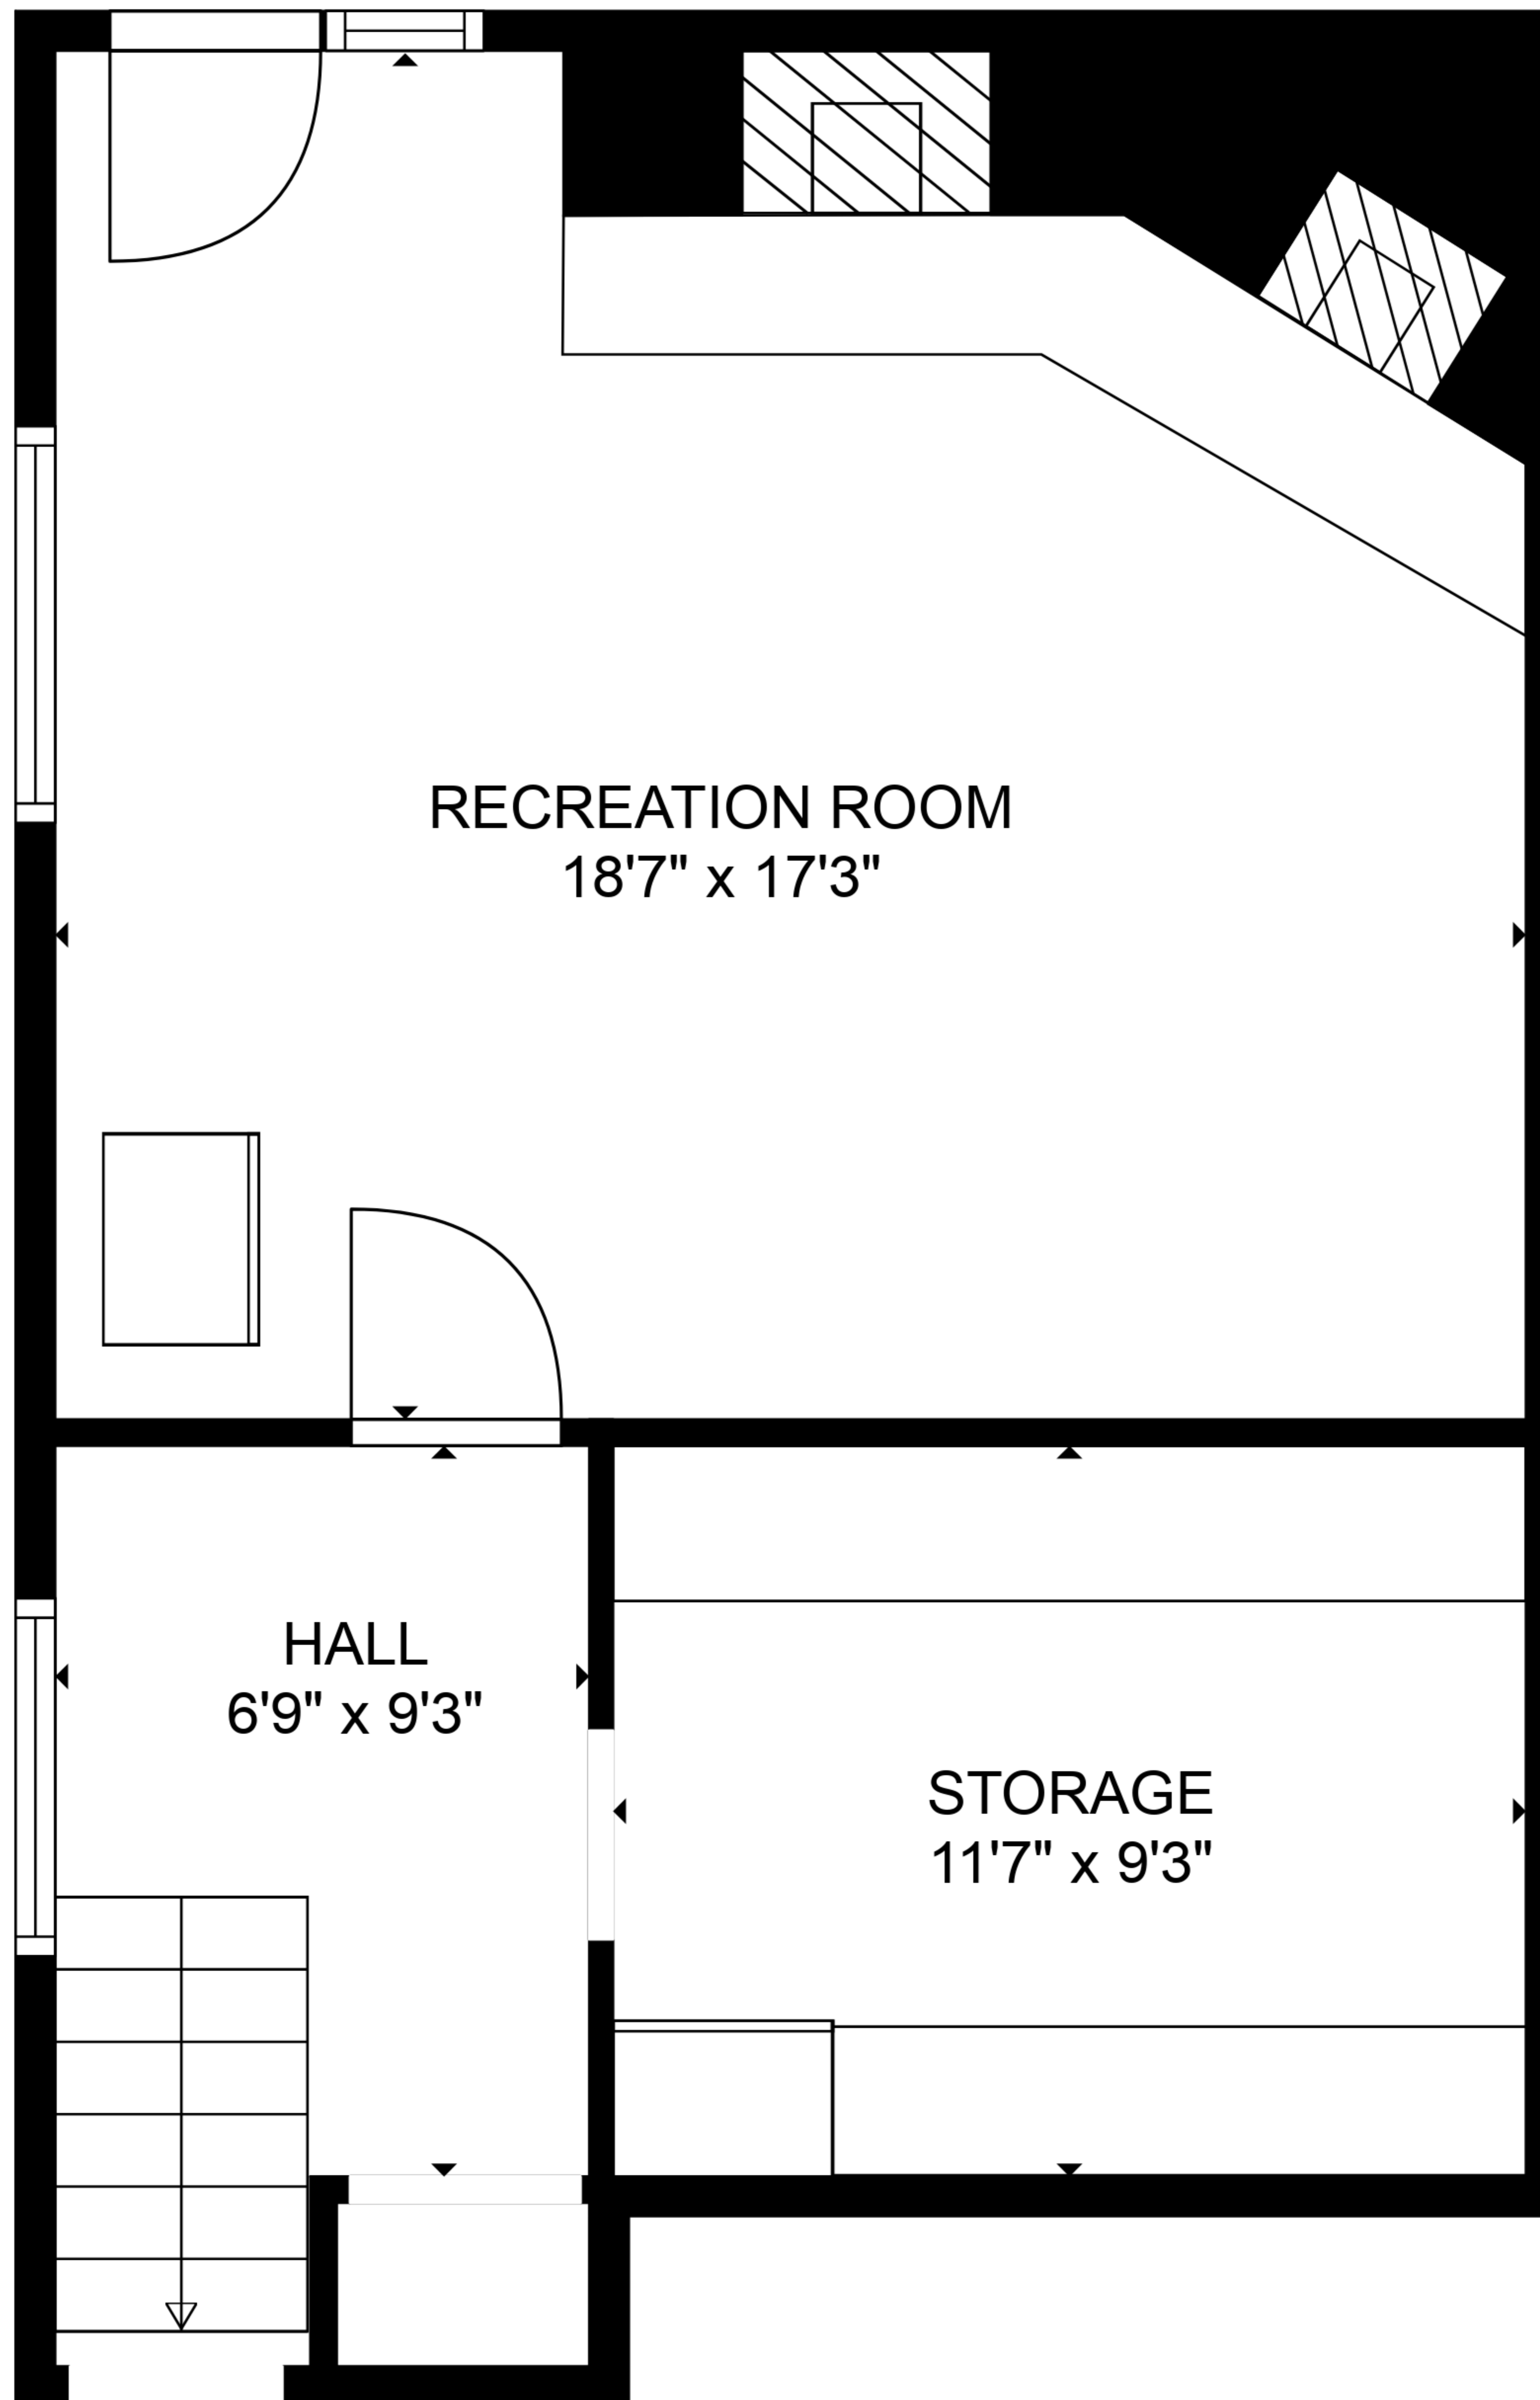 RECREATION ROOM
18'7" x 17'3"
HALL
6'9" x 9'3"
STORAGE
11'7" x 9'3"